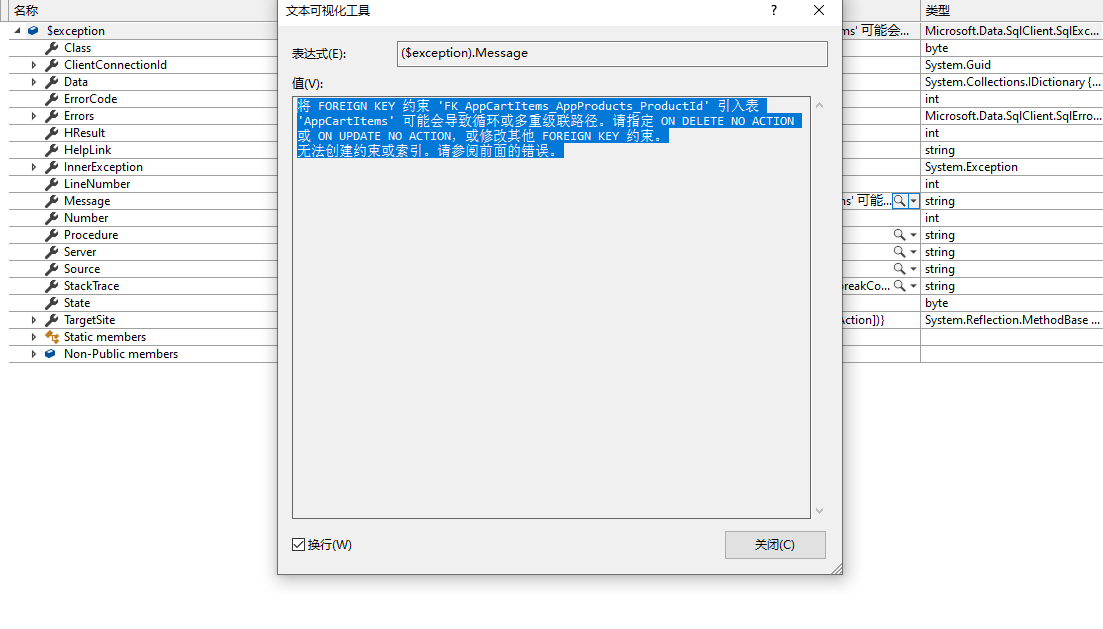 名称
文本可视化工具
?
类型
$exception
ms' 可能会...
Microsoft.Data.SqlClient.SqlExc...
Class
byte
ClientConnectionId
System.Guid
Data
System.Collections.IDictionary {...
ErrorCode
int
Errors
Microsoft.Data.SqlClient.SqlErro...
HResult
int
HelpLink
string
InnerException
System.Exception
LineNumber
int
Message
ns' 可能...
string
Number
int
Procedure
string
Server
string
Source
string
StackTrace
breakCo...
string
State
byte
TargetSite
Action])}
System.Reflection.MethodBase ...
Static members
Non-Public members
表达式(E):
($exception).Message
值(V):
将 FOREIGN KEY 约束 'FK_AppCartItems_AppProducts_ProductId' 引入表
'AppCartItems' 可能会导致循环或多重级联路径。请指定 ON DELETE NO ACTION
或 ON UPDATE NO ACTION，或修改其他 FOREIGN KEY 约束。
无法创建约束或索引。请参阅前面的错误。
换行(W)
关闭(C)